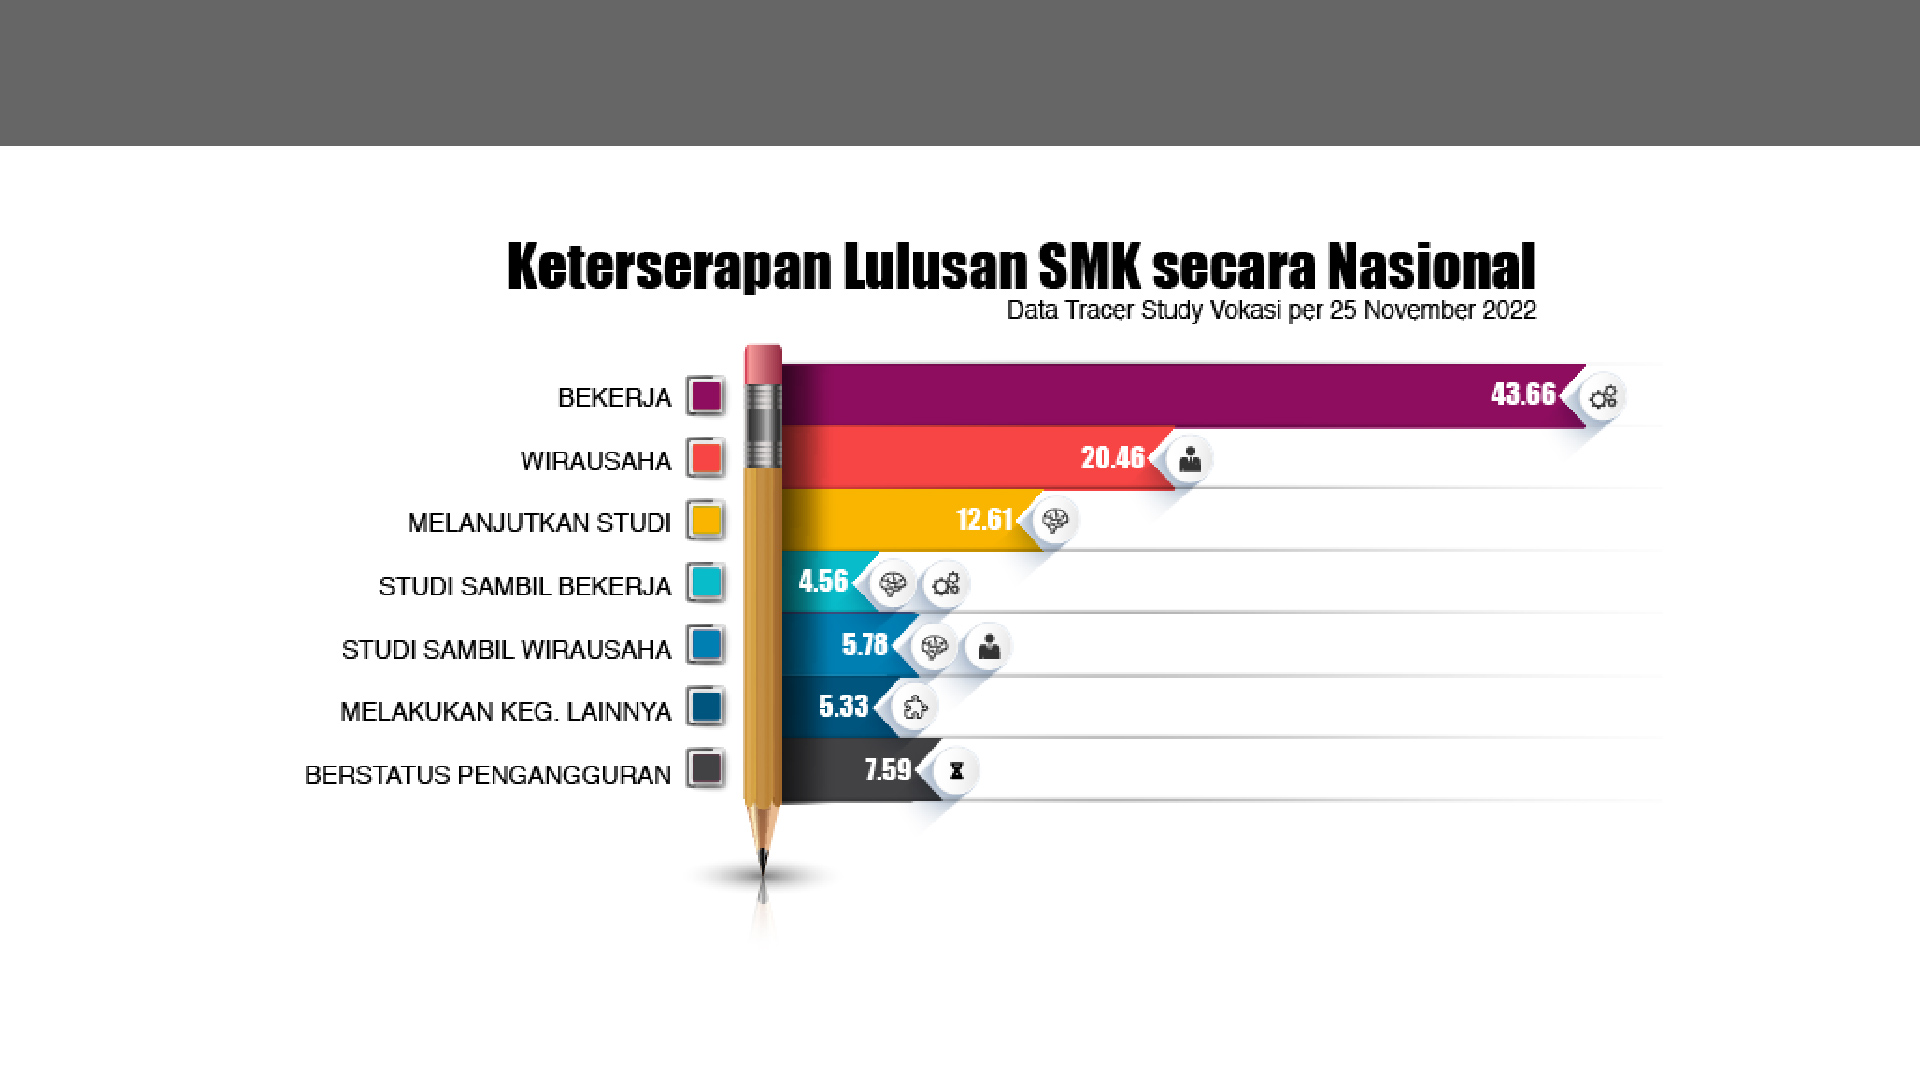 Keterserapan Lulusan SMK secara Nasional
Data Tracer Study Vokasi per 25 November 2022
BEKERJA 43.66
WIRAUSAHA 20.46
MELANJUTKAN STUDI 12.61
STUDI SAMBIL BEKERJA 4.56
STUDI SAMBIL WIRAUSAHA 5.78
MELAKUKAN KEG. LAINNYA 5.33
BERSTATUS PENGANGGURAN 7.59